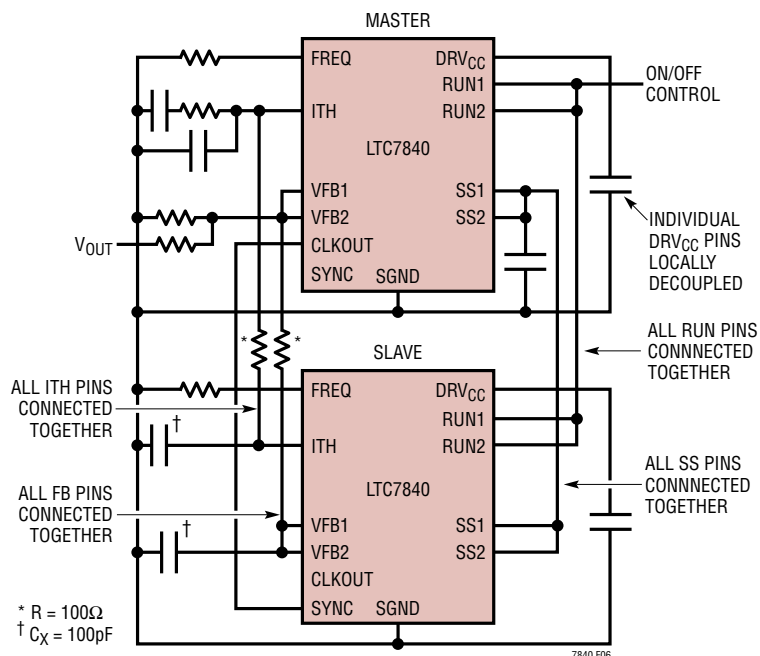 MASTER
FREQ
ITH
LTC7840
VFB1
VFB2
CLKOUT
SYNC
SGND
DRVCC
RUN1
RUN2
SS1
SS2
ON/OFF
CONTROL
VOUT
INDIVIDUAL
DRVCC PINS
LOCALLY
DECOUPLED
*
*
ALL RUN PINS
CONNNECTED
TOGETHER
SLAVE
ALL ITH PINS
CONNECTED
TOGETHER
†
FREQ
ITH
LTC7840
VFB1
VFB2
CLKOUT
SYNC
SGND
DRVCC
RUN1
RUN2
SS1
SS2
ALL SS PINS
CONNNECTED
TOGETHER
ALL FB PINS
CONNECTED
TOGETHER
†
* R = 100Ω
† CX = 100pF
7840 F06